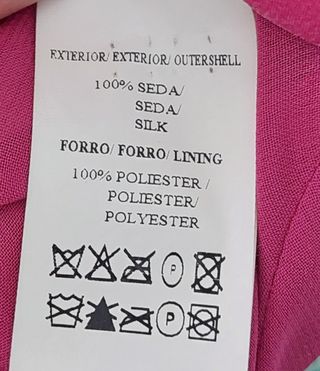 EXTERIOR/ EXTERIOR/ OUTERSHELL
100% SEDA/
SEDA/
SILK
FORRO/ FORRO/ LINING
100% POLIESTER /
POLIESTER/
POLYESTER
P
P